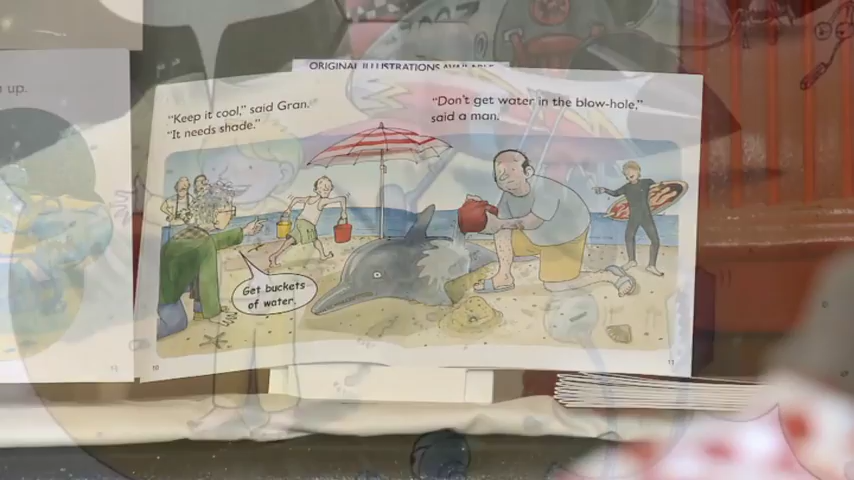 n up.
ORIGINAL ILLUSTRATIONS AVAILABLE
"Keep it cool," said Gran.
"It needs shade."
"Don't get water in the blow-hole,"
said a man.
Get buckets
of water.
10
11